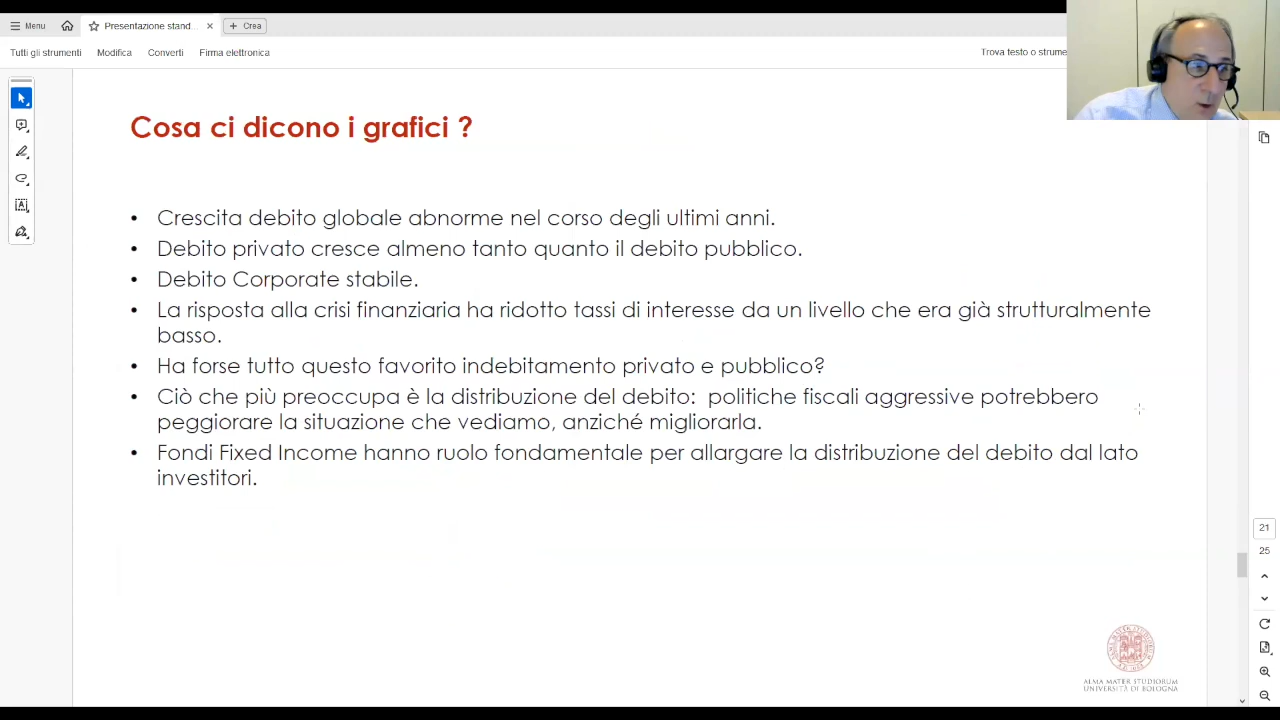 Menu
Presentazione stand...
Crea
Tutti gli strumenti
Modifica
Converti
Firma elettronica
Trova testo o strume
Cosa ci dicono i grafici ?
• Crescita debito globale abnorme nel corso degli ultimi anni.
• Debito privato cresce almeno tanto quanto il debito pubblico.
• Debito Corporate stabile.
• La risposta alla crisi finanziaria ha ridotto tassi di interesse da un livello che era già strutturalmente
basso.
• Ha forse tutto questo favorito indebitamento privato e pubblico?
• Ciò che più preoccupa è la distribuzione del debito: politiche fiscali aggressive potrebbero
peggiorare la situazione che vediamo, anziché migliorarla.
• Fondi Fixed Income hanno ruolo fondamentale per allargare la distribuzione del debito dal lato
investitori.
21
25
ALMA MATER STUDIORUM
UNIVERSITÀ DI BOLOGNA